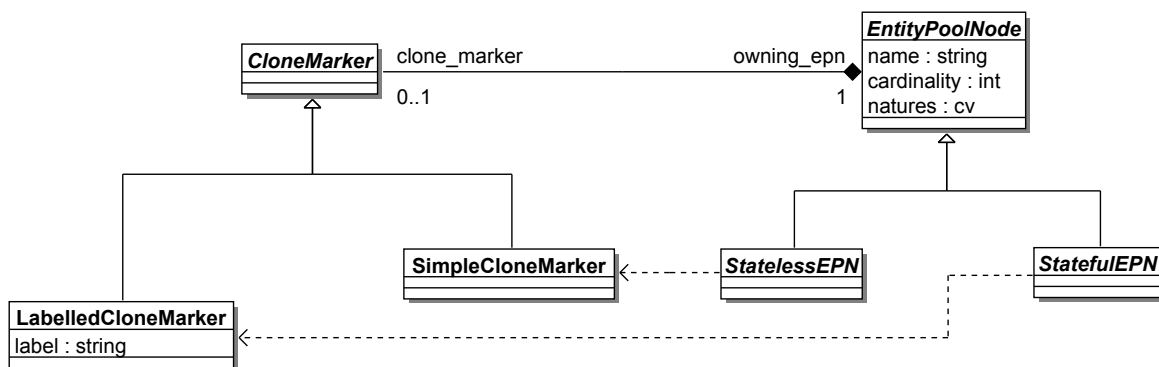 EntityPoolNode
name : string
cardinality : int
natures : cv
CloneMarker
clone_marker
owning_epn
0..1
1
SimpleCloneMarker
StatelessEPN
StatefulEPN
LabelledCloneMarker
label : string